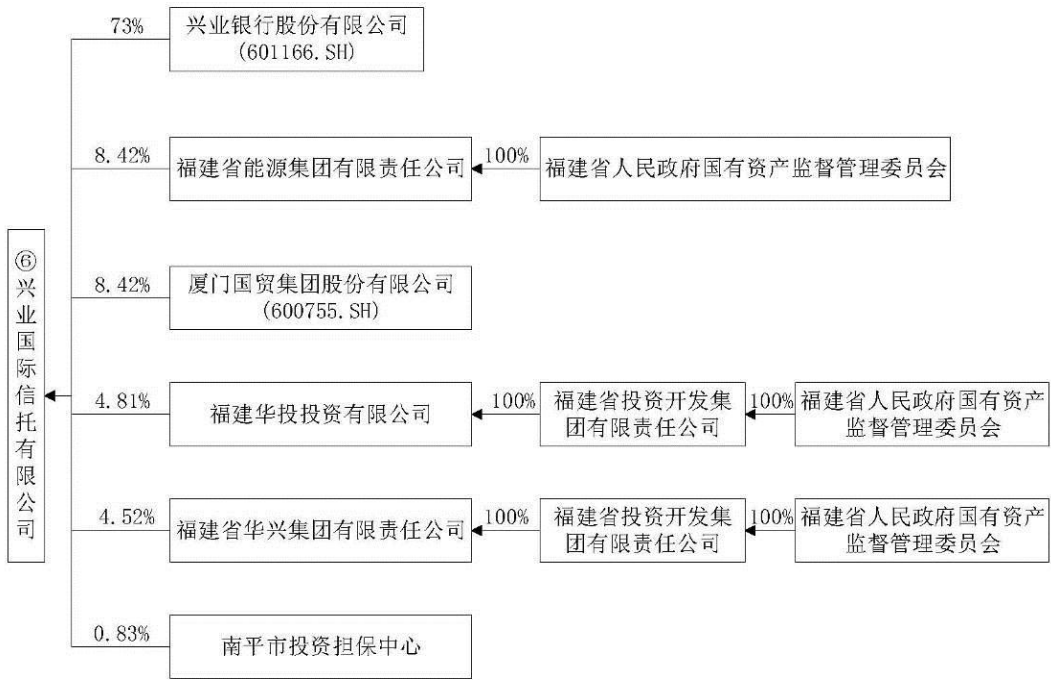 73%
兴业银行股份有限公司
(601166.SH)
8.42%
福建省能源集团有限责任公司
100%
福建省人民政府国有资产监督管理委员会
8.42%
厦门国贸集团股份有限公司
(600755.SH)
⑥兴业国际信托有限公司
4.81%
福建华投投资有限公司
100%
福建省投资开发集
团有限责任公司
100%
福建省人民政府国有资产
监督管理委员会
4.52%
福建省华兴集团有限责任公司
100%
福建省投资开发集
团有限责任公司
100%
福建省人民政府国有资产
监督管理委员会
0.83%
南平市投资担保中心